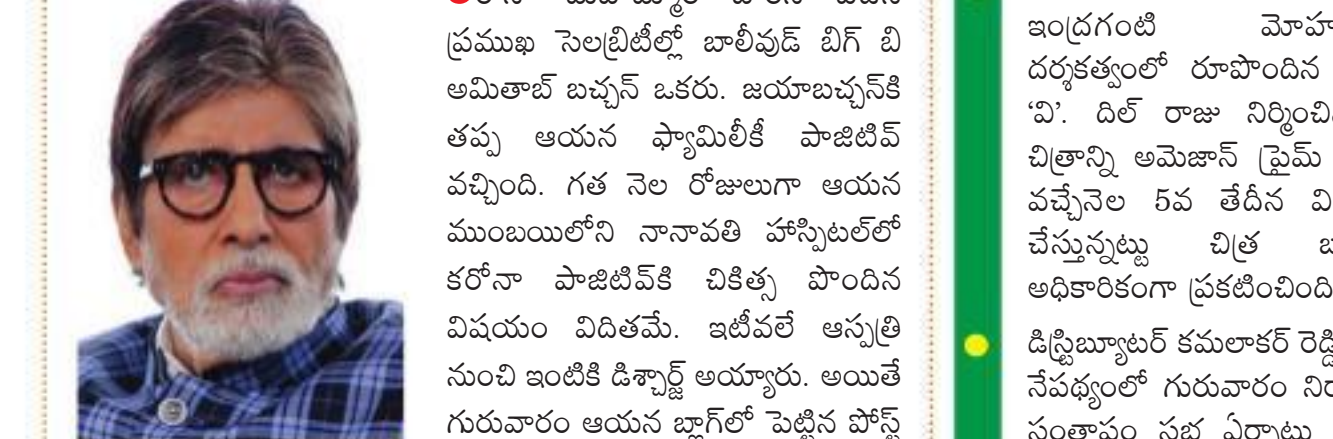 ప్రముఖ సెలబ్రిటీల్లో బాలీవుడ్ బిగ్ బి
అమితాబ్ బచ్చన్ ఒకరు. జయాబచ్చన్‌కి
తప్ప ఆయన ఫ్యామిలీకీ పాజిటివ్
వచ్చింది. గత నెల రోజులుగా ఆయన
ముంబయిలోని నానావతి హాస్పిటల్‌లో
కరోనా పాజిటివ్‌కి చికిత్స పొందిన
విషయం విదితమే. ఇటీవలే ఆస్పత్రి
నుంచి ఇంటికి డిశ్చార్జ్ అయ్యారు. అయితే
గురువారం ఆయన బ్లాగ్‌లో పెట్టిన పోస్ట్
ఇంద్రగంటి
దర్శకత్వంలో రూపొందిన
‘వి’. దిల్ రాజు
చిత్రాన్ని అమెజాన్ ప్రైమ్
వచ్చేనెల 5వ తేదీన
చేస్తున్నట్టు చిత్ర
అధికారికంగా ప్రకటించింది
డిస్ట్రిబ్యూటర్ కమలాకర్ రెడ్డి
నేపథ్యంలో గురువారం
సంతాపం సభ ఏర్పాటు